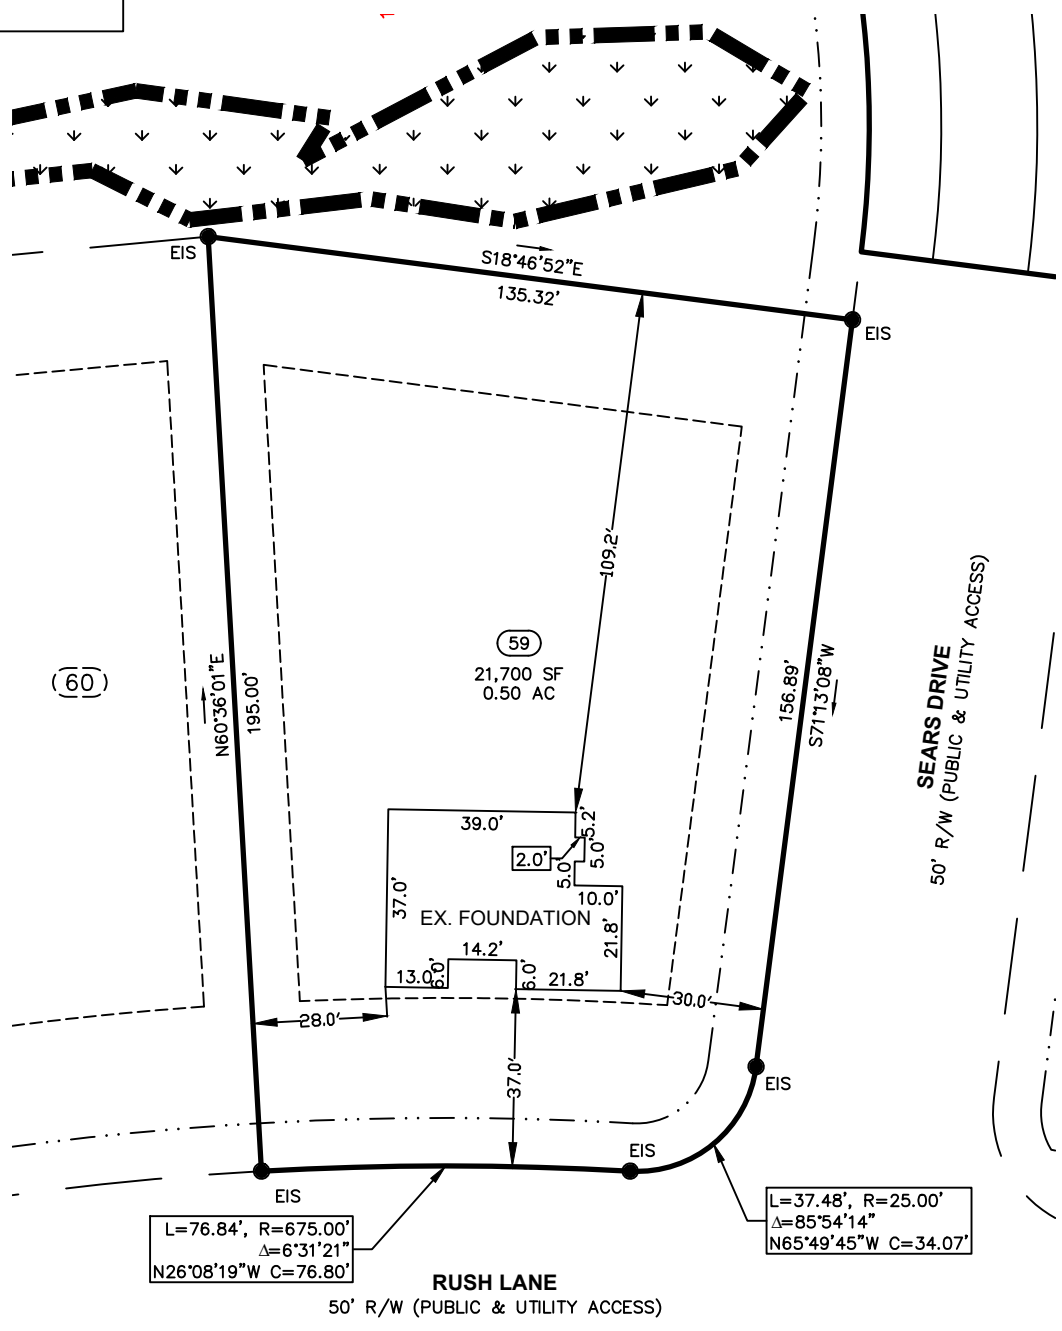 EIS
S18°46'52"E
135.32'
EIS
109.2'
59
21,700 SF
0.50 AC
60
N60°36'01"E
195.00'
156.89'
S71°13'08"W
SEARS DRIVE
50' R/W (PUBLIC & UTILITY ACCESS)
39.0'
5.2'
2.0'
5.0'
5.0'
10.0'
37.0'
EX. FOUNDATION
21.8'
14.2'
13.0'
6.0'
6.0'
21.8'
30.0'
28.0'
37.0'
EIS
EIS
EIS
L=76.84', R=675.00'
Δ=6°31'21"
N26°08'19"W C=76.80'
L=37.48', R=25.00'
Δ=85°54'14"
N65°49'45"W C=34.07'
RUSH LANE
50' R/W (PUBLIC & UTILITY ACCESS)